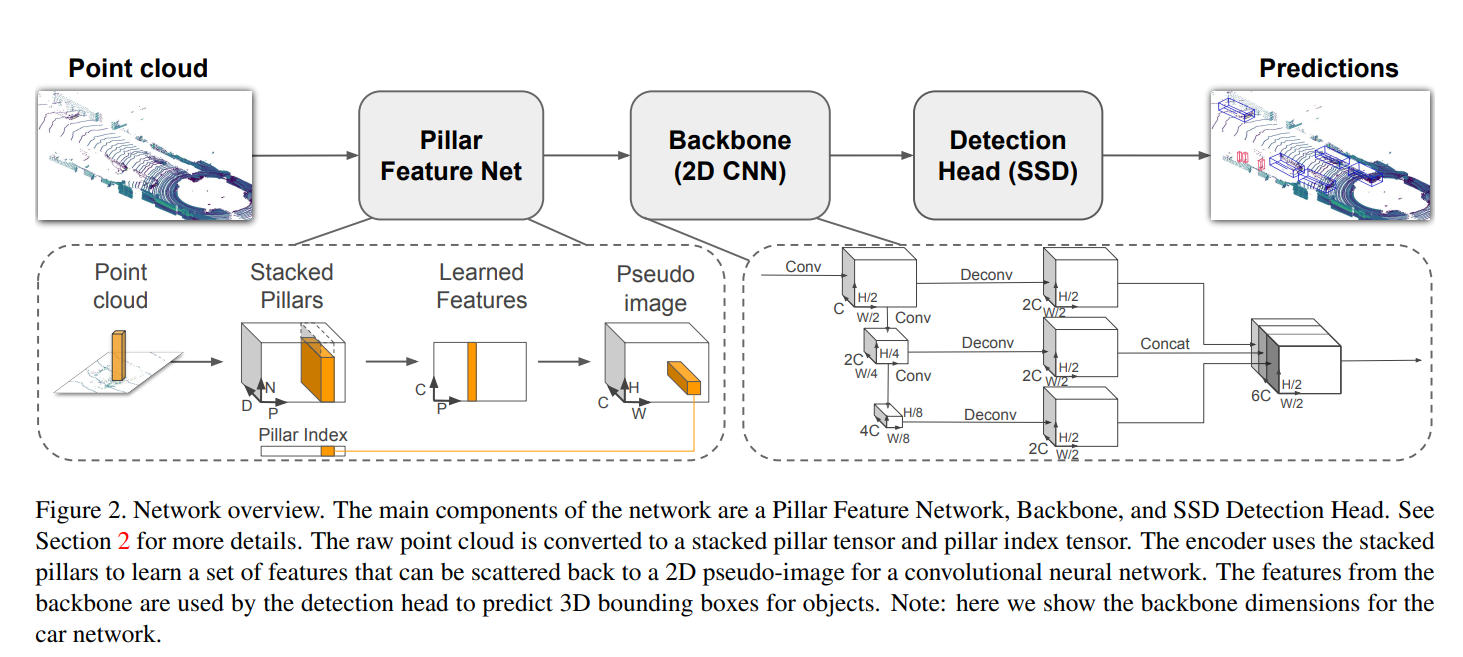 Point cloud
Predictions
Pillar
Feature Net
Backbone
(2D CNN)
Detection
Head (SSD)
Point
cloud
Stacked
Pillars
Learned
Features
Pseudo
image
D
N
P
C
P
C
H
W
Pillar Index
Conv
C
H/2
W/2
Conv
2C
H/4
W/4
Conv
4C
H/8
W/8
Deconv
2C
H/2
W/2
Deconv
2C
H/2
W/2
Deconv
2C
H/2
W/2
Concat
6C
H/2
W/2
Figure 2. Network overview. The main components of the network are a Pillar Feature Network, Backbone, and SSD Detection Head. See
Section 2 for more details. The raw point cloud is converted to a stacked pillar tensor and pillar index tensor. The encoder uses the stacked
pillars to learn a set of features that can be scattered back to a 2D pseudo-image for a convolutional neural network. The features from the
backbone are used by the detection head to predict 3D bounding boxes for objects. Note: here we show the backbone dimensions for the
car network.